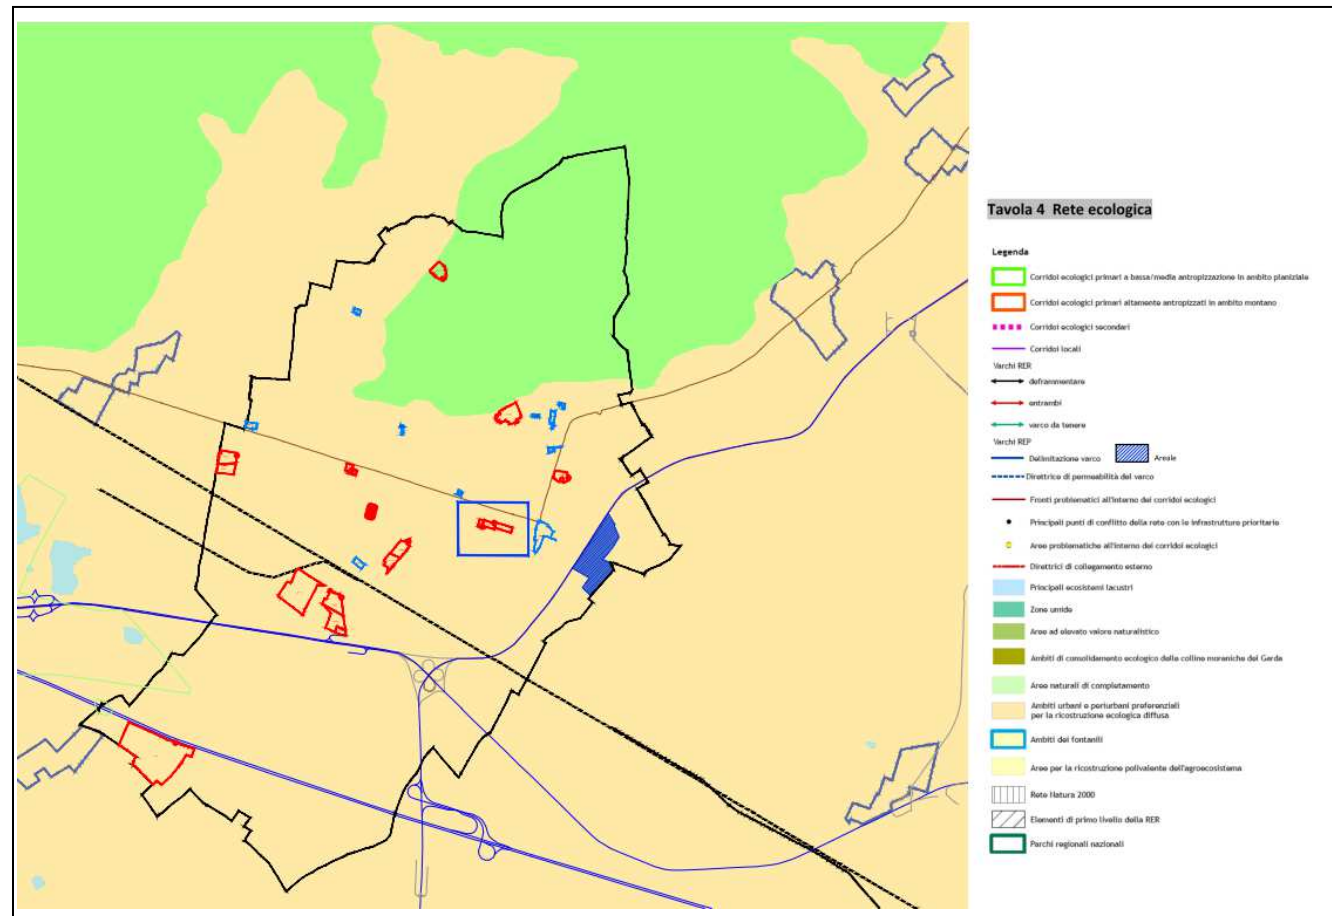 Tavola 4 Rete ecologica
Legenda
Corridoi ecologici primari a bassa/media antropizzazione in ambito planiziale
Corridoi ecologici primari altamente antropizzati in ambito montano
Corridoi ecologici secondari
Corridoi locali
Varchi RER
deframmentare
entrambi
varco da tenere
Varchi REP
Delimitazione varco
Areale
Direttrice di permeabilità del varco
Fronti problematici all'interno dei corridoi ecologici
Principali punti di conflitto della rete con le infrastrutture prioritarie
Aree problematiche all'interno dei corridoi ecologici
Direttrici di collegamento esterno
Principali ecosistemi lacustri
Zone umide
Aree ad elevato valore naturalistico
Ambiti di consolidamento ecologico delle colline moreniche del Garda
Aree naturali di completamento
Ambiti urbani e periurbani preferenziali
per la ricostruzione ecologica diffusa
Ambiti dei fontanili
Aree per la ricostruzione polivalente dell'agroecosistema
Rete Natura 2000
Elementi di primo livello della RER
Parchi regionali nazionali